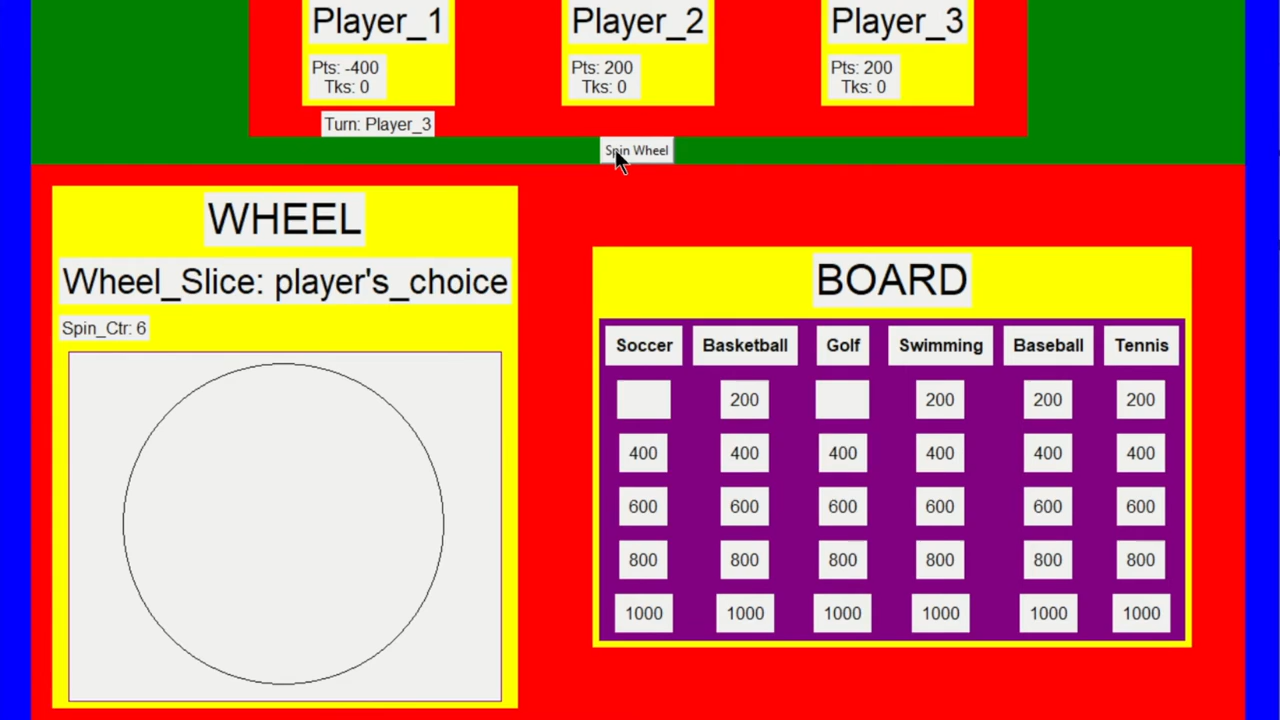 Player_1 Player_2 Player_3
Pts: -400 Pts: 200 Pts: 200
Tks: 0 Tks: 0 Tks: 0
Turn: Player_3
Spin Wheel
WHEEL
Wheel_Slice: player's_choice
Spin_Ctr: 6
BOARD
Soccer Basketball Golf Swimming Baseball Tennis
200 200 200 200
400 400 400 400 400 400
600 600 600 600 600 600
800 800 800 800 800 800
1000 1000 1000 1000 1000 1000